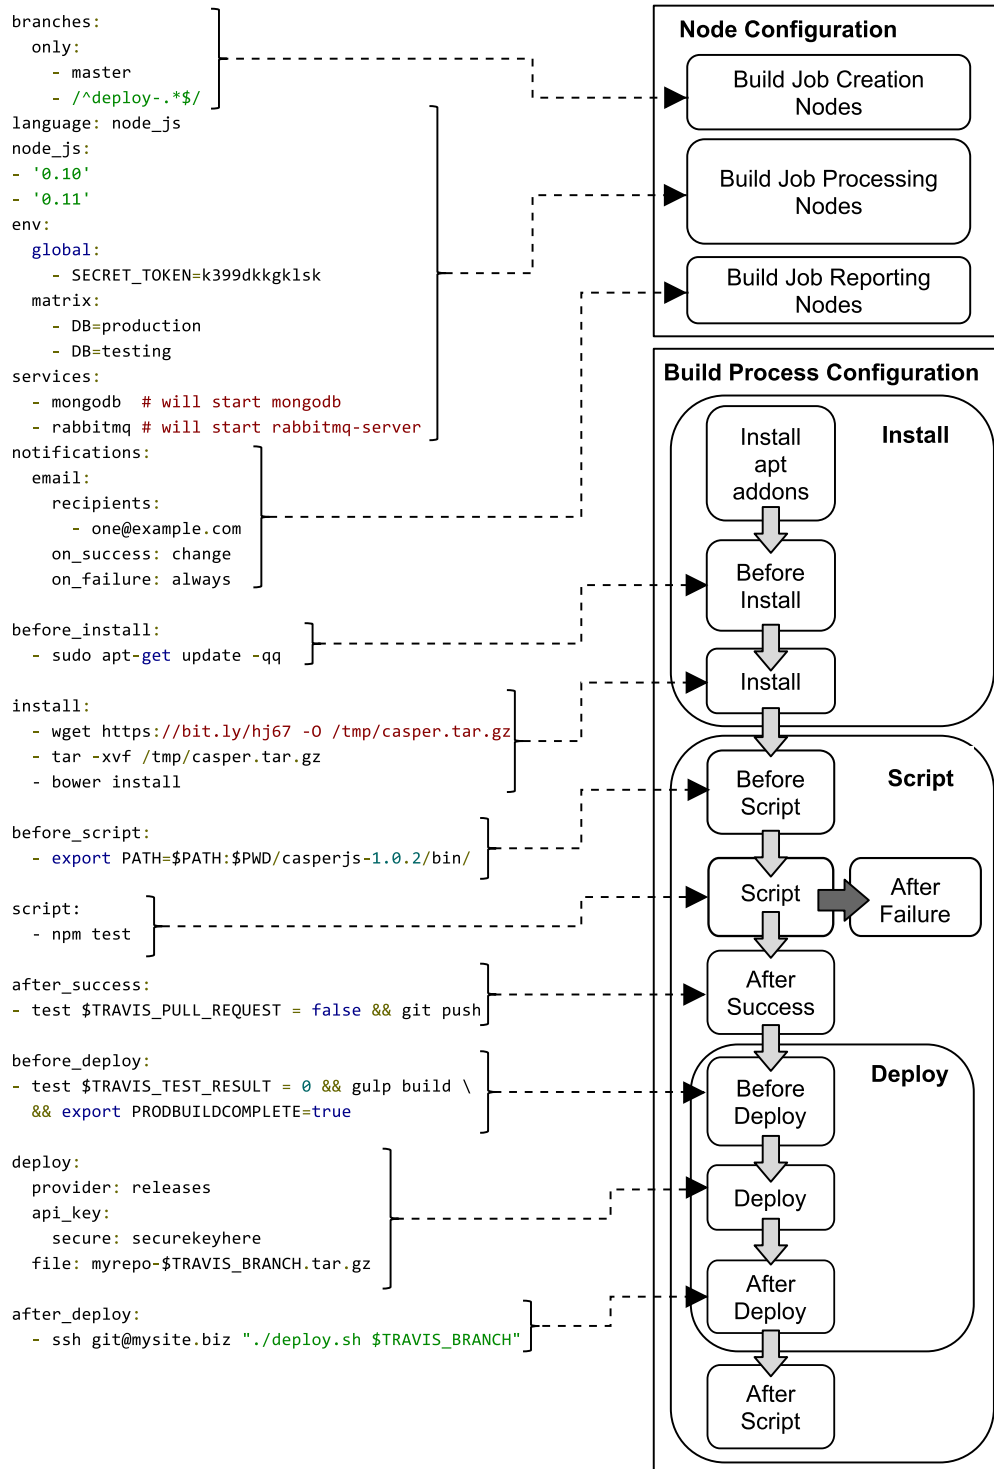 branches:
  only:
    - master
    - /^deploy-.*$/
language: node_js
node_js:
- '0.10'
- '0.11'
env:
  global:
    - SECRET_TOKEN=k399dkkgklsk
  matrix:
    - DB=production
    - DB=testing
services:
  - mongodb  # will start mongodb
  - rabbitmq # will start rabbitmq-server
notifications:
  email:
    recipients:
      - one@example.com
    on_success: change
    on_failure: always
before_install:
  - sudo apt-get update -qq
install:
  - wget https://bit.ly/hj67 -O /tmp/casper.tar.gz
  - tar -xvf /tmp/casper.tar.gz
  - bower install
before_script:
  - export PATH=$PATH:$PWD/casperjs-1.0.2/bin/
script:
  - npm test
after_success:
- test $TRAVIS_PULL_REQUEST = false && git push
before_deploy:
- test $TRAVIS_TEST_RESULT = 0 && gulp build \
  && export PRODBUILDCOMPLETE=true
deploy:
  provider: releases
  api_key:
    secure: securekeyhere
  file: myrepo-$TRAVIS_BRANCH.tar.gz
after_deploy:
  - ssh git@mysite.biz "./deploy.sh $TRAVIS_BRANCH"
Node Configuration
Build Job Creation
Nodes
Build Job Processing
Nodes
Build Job Reporting
Nodes
Build Process Configuration
Install
Install
apt
addons
Before
Install
Install
Script
Before
Script
Script
After
Failure
After
Success
Deploy
Before
Deploy
Deploy
After
Deploy
After
Script